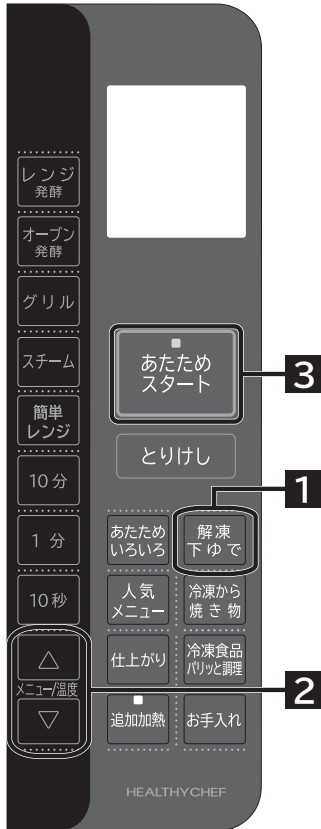 レンジ
発酵
オーブン
発酵
グリル
スチーム
簡単
レンジ
10分
1分
10秒
△
メニュー/温度
▽
あたため
スタート
3
とりけし
1
あたため
いろいろ
解凍
下ゆで
人気
メニュー
冷凍から
焼き物
仕上がり
冷凍食品
パリッと調理
2
追加加熱
お手入れ
HEALTHYCHEF